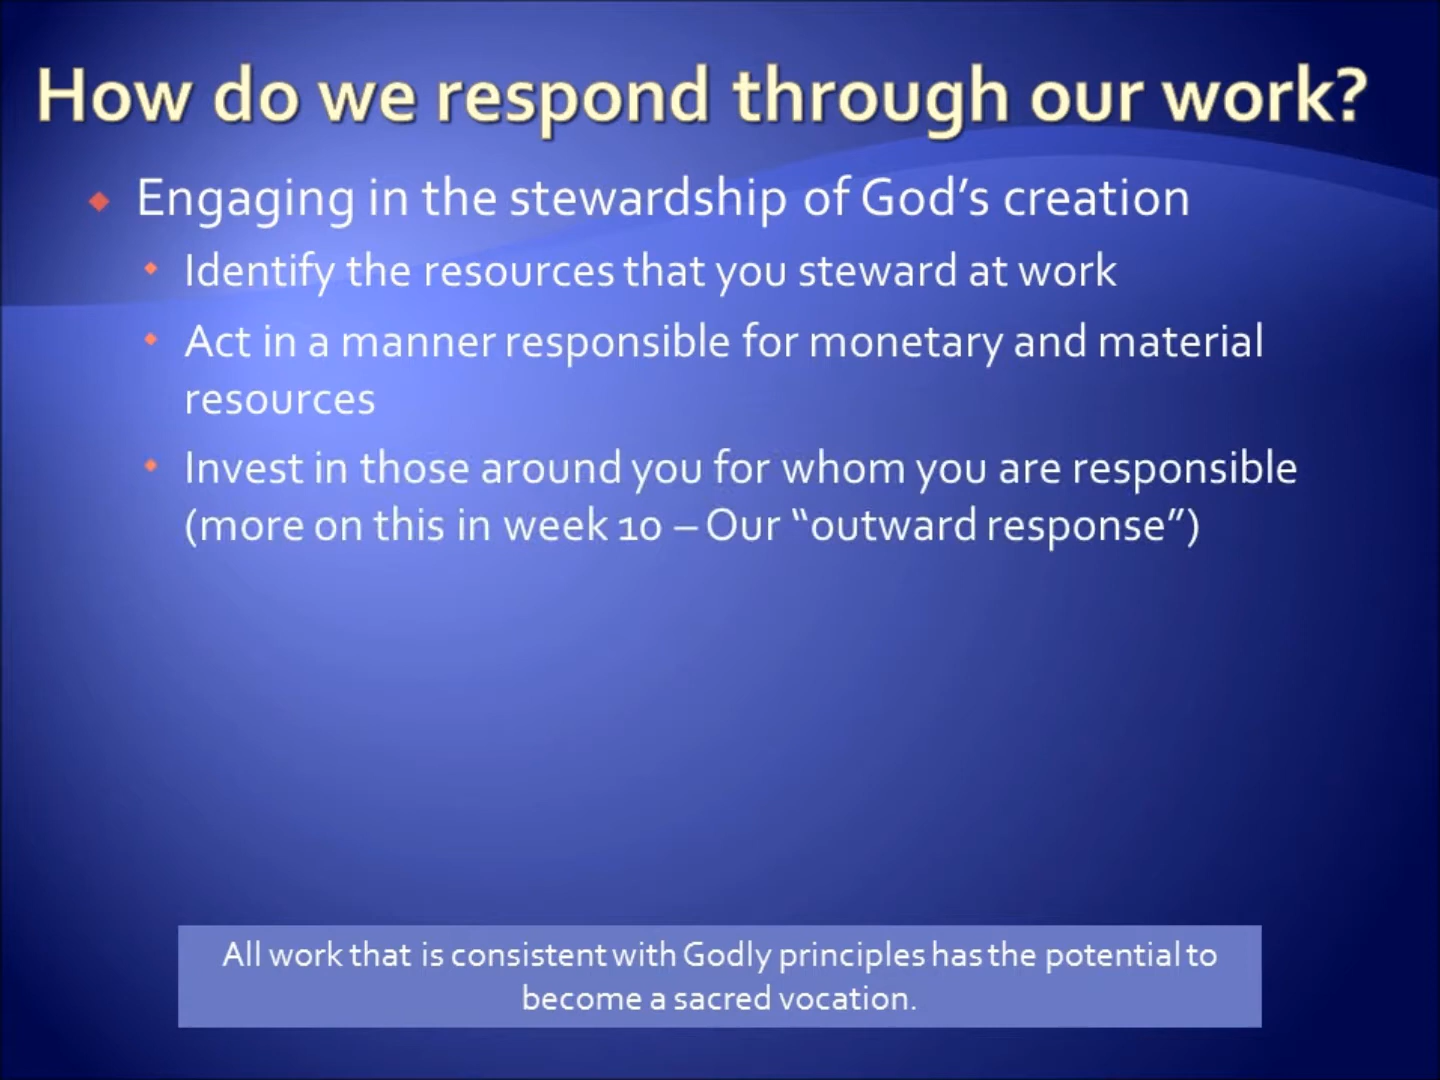 How do we respond through our work?
Engaging in the stewardship of God’s creation
Identify the resources that you steward at work
Act in a manner responsible for monetary and material
resources
Invest in those around you for whom you are responsible
(more on this in week 10 – Our “outward response”)
All work that is consistent with Godly principles has the potential to
become a sacred vocation.